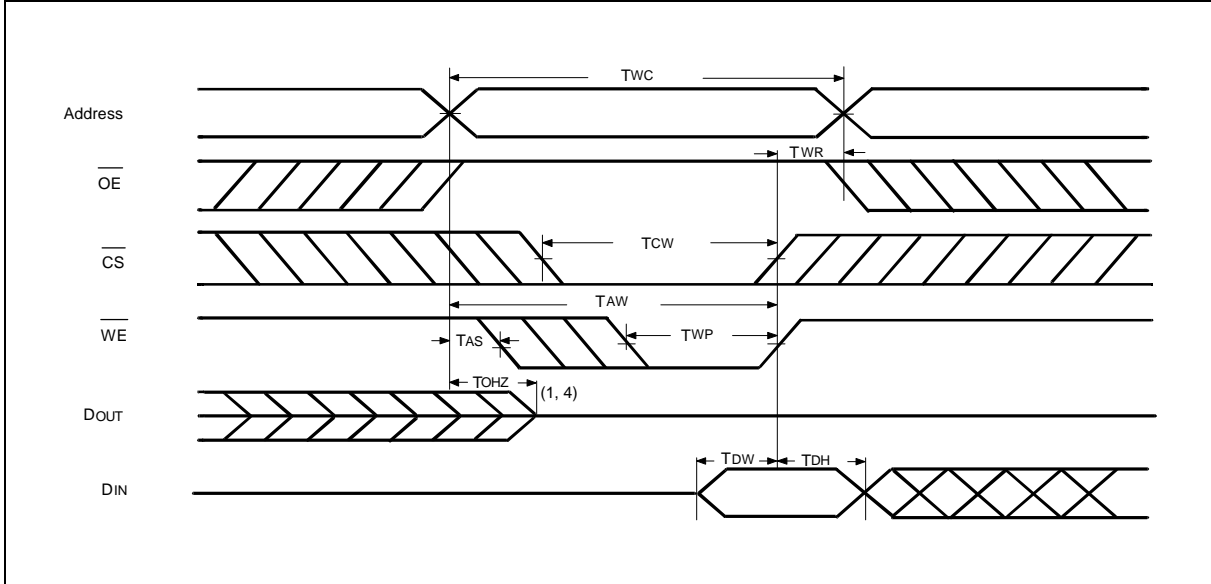 TWC
Address
TWR
OE
TCW
CS
TAW
WE
TAS
TWP
TOHZ
(1, 4)
DOUT
TDW
TDH
DIN